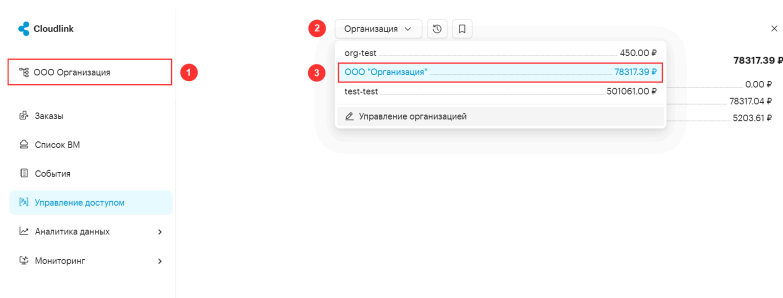 Cloudlink
2 Организация
org-test 450.00 ₽
78317.39 ₽
ООО Организация 1
3 ООО "Организация" 78317.39 ₽
0.00 ₽
test-test 501061.00 ₽
78317.04 ₽
Заказы
Управление организацией
5203.61 ₽
Список ВМ
События
Управление доступом
Аналитика данных
Мониторинг